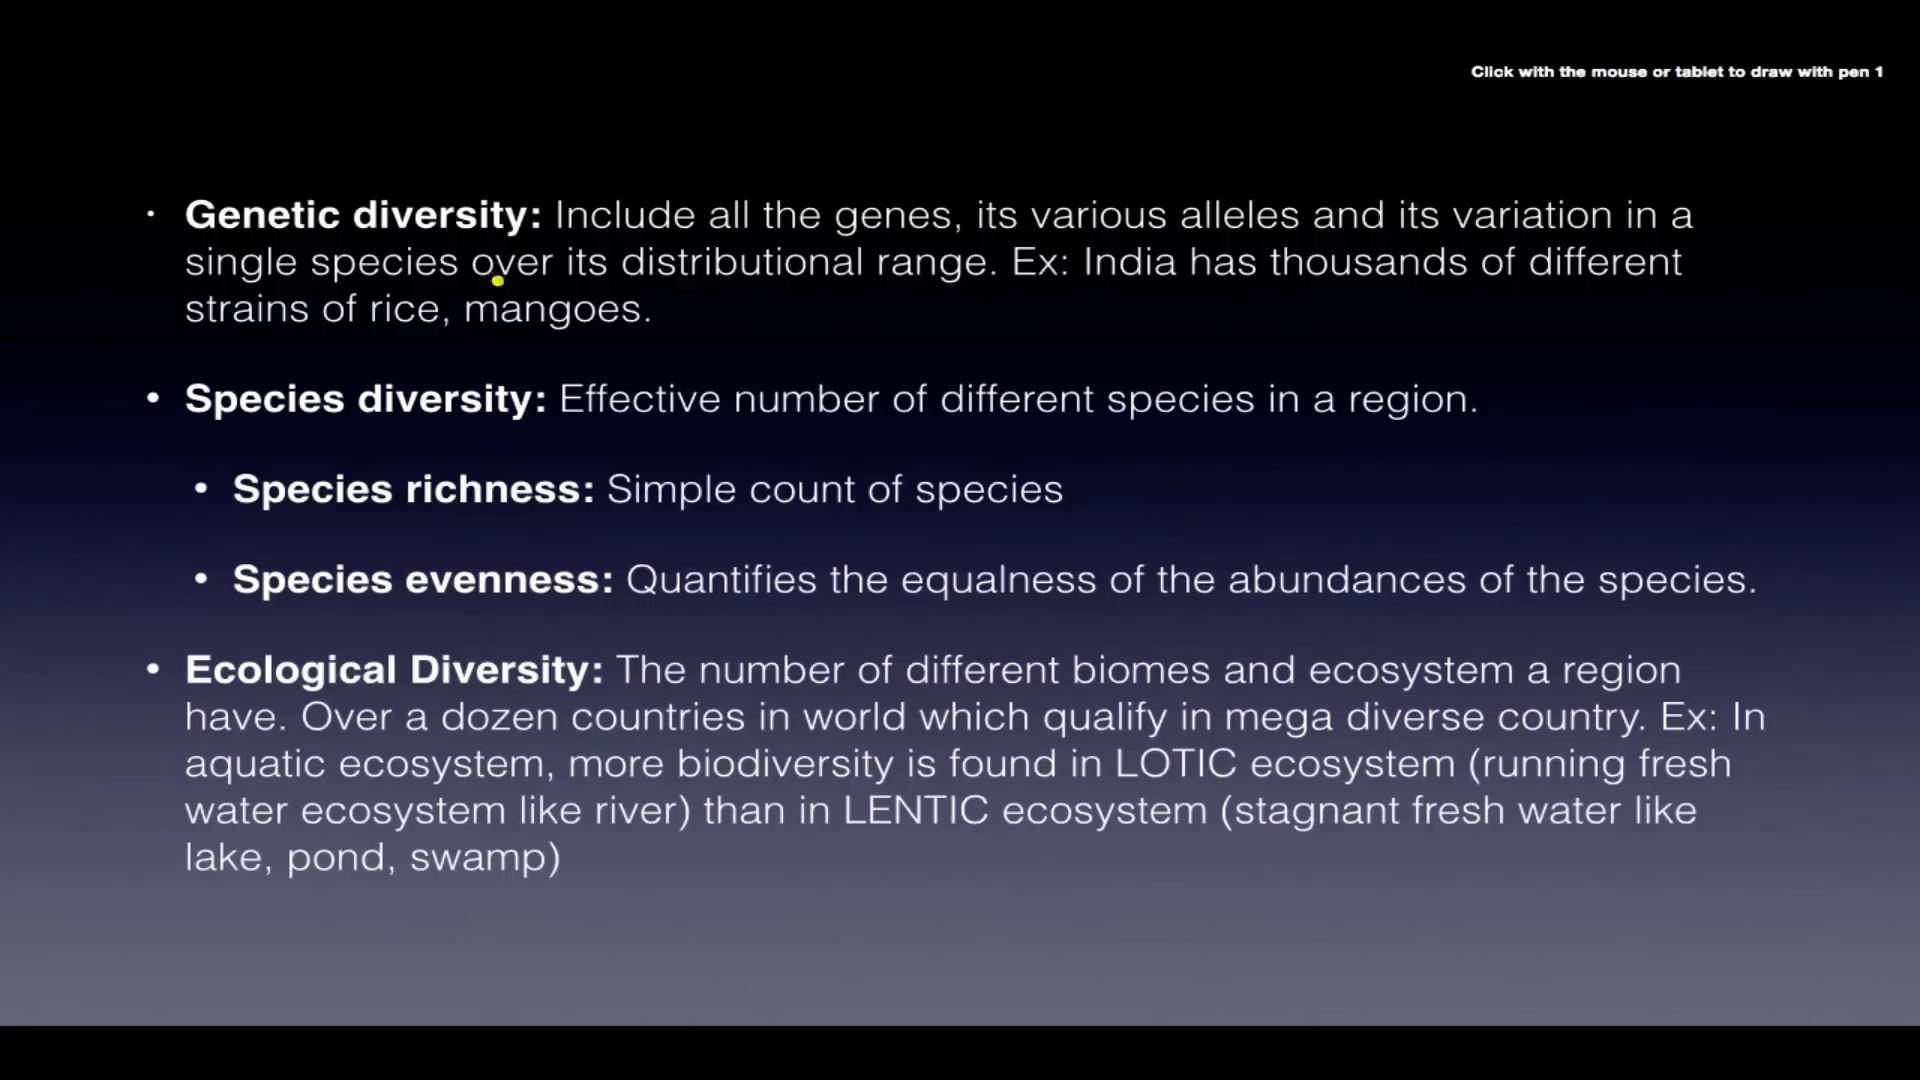 Click with the mouse or tablet to draw with pen 1
• Genetic diversity: Include all the genes, its various alleles and its variation in a
single species over its distributional range. Ex: India has thousands of different
strains of rice, mangoes.
• Species diversity: Effective number of different species in a region.
• Species richness: Simple count of species
• Species evenness: Quantifies the equalness of the abundances of the species.
• Ecological Diversity: The number of different biomes and ecosystem a region
have. Over a dozen countries in world which qualify in mega diverse country. Ex: In
aquatic ecosystem, more biodiversity is found in LOTIC ecosystem (running fresh
water ecosystem like river) than in LENTIC ecosystem (stagnant fresh water like
lake, pond, swamp)